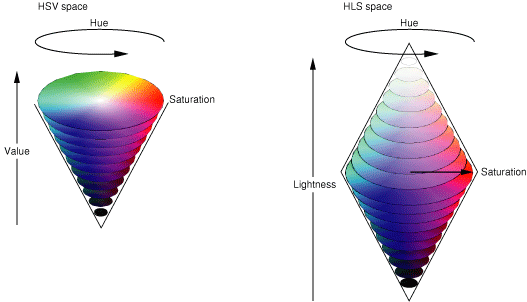 HSV space
Hue
Saturation
Value
HLS space
Hue
Saturation
Lightness